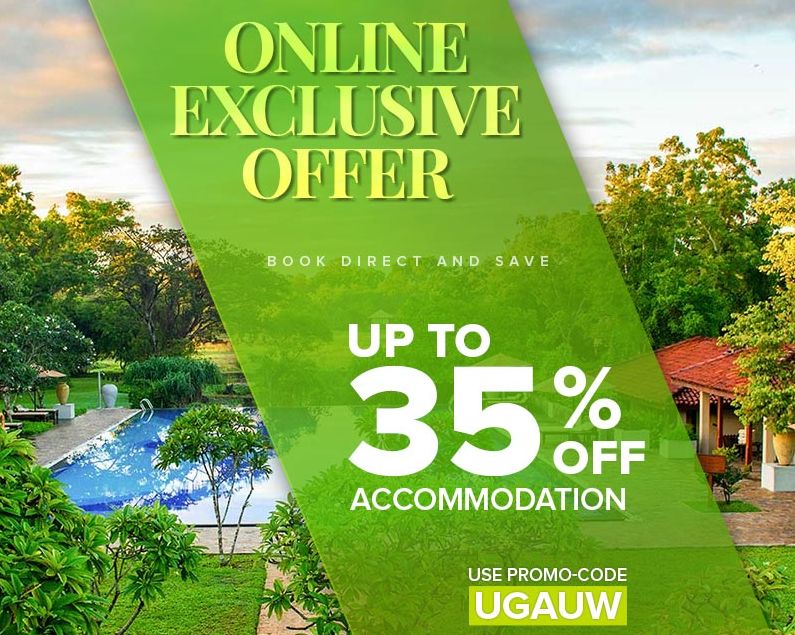 ONLINE
EXCLUSIVE
OFFER
BOOK DIRECT AND SAVE
UP TO
35%
OFF
ACCOMMODATION
USE PROMO-CODE
UGAUW